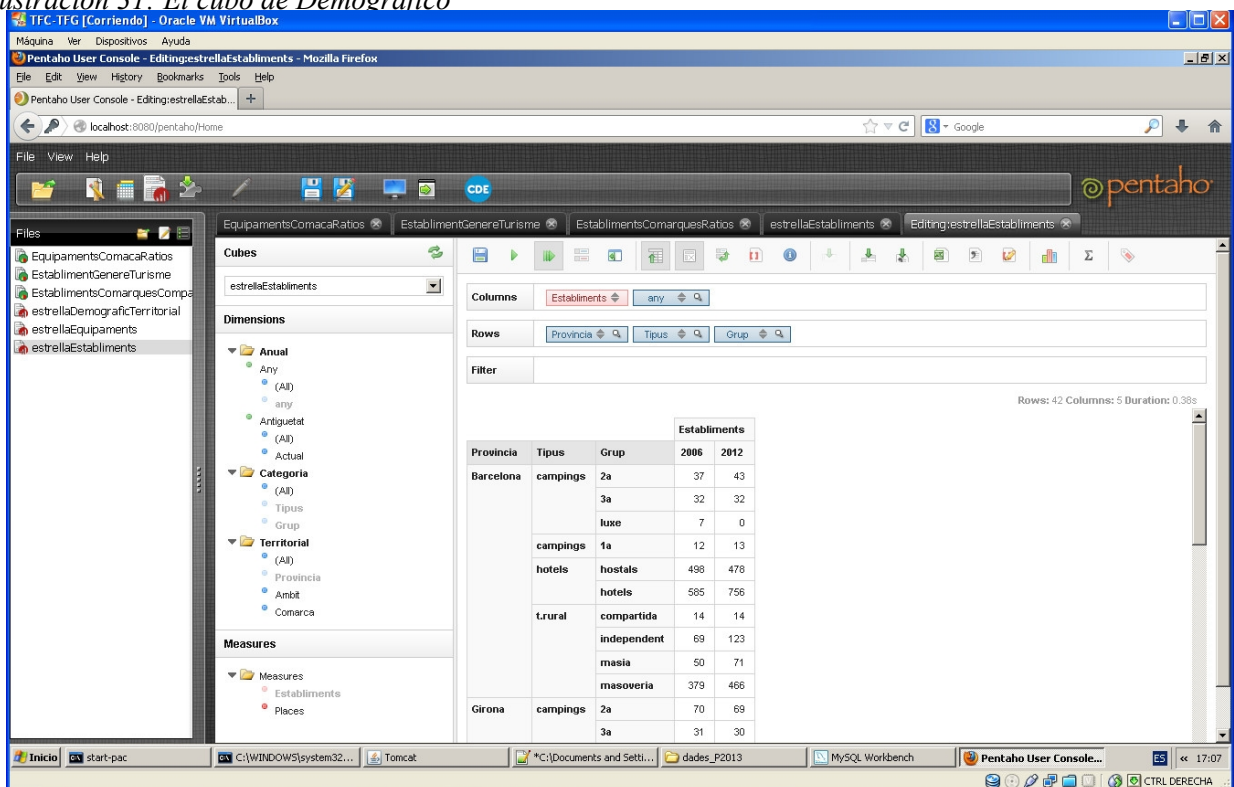 ustración 31: El cubo de Demográfico
TFC-TFG [Corriendo] - Oracle VM VirtualBox
Máquina Ver Dispositivos Ayuda
Pentaho User Console - Editing:estrellaEstabliments - Mozilla Firefox
File Edit View History Bookmarks Tools Help
Pentaho User Console - Editing:estrellaEstab... +
localhost:8080/pentaho/Home
Google
File View Help
CDE
pentaho
Files
EquipamentsComacaRatios
EstablimentGenereTurisme
EstablimentsComarquesRatios
estrellaEstabliments
Editing:estrellaEstabliments
EquipamentsComacaRatios
EstablimentGenereTurisme
EstablimentsComarquesCompa
estrellaDemograficTerritorial
estrellaEquipaments
estrellaEstabliments
Cubes
estrellaEstabliments
Dimensions
Anual
Any
(All)
any
Antiguetat
(All)
Actual
Categoria
(All)
Tipus
Grup
Territorial
(All)
Provincia
Ambit
Comarca
Measures
Measures
Establiments
Places
Columns Establiments any
Rows Provincia Tipus Grup
Filter
Rows: 42 Columns: 5 Duration: 0.38s
Establiments
Provincia Tipus Grup 2006 2012
Barcelona campings 2a 37 43
3a 32 32
luxe 7 0
campings 1a 12 13
hotels hostals 498 478
hotels 585 756
t.rural compartida 14 14
independent 69 123
masia 50 71
masoveria 379 466
Girona campings 2a 70 69
3a 31 30
Inicio start-pac C:\WINDOWS\system32... Tomcat *C:\Documents and Setti... dades_P2013 MySQL Workbench Pentaho User Console... ES « 17:07
CTRL DERECHA